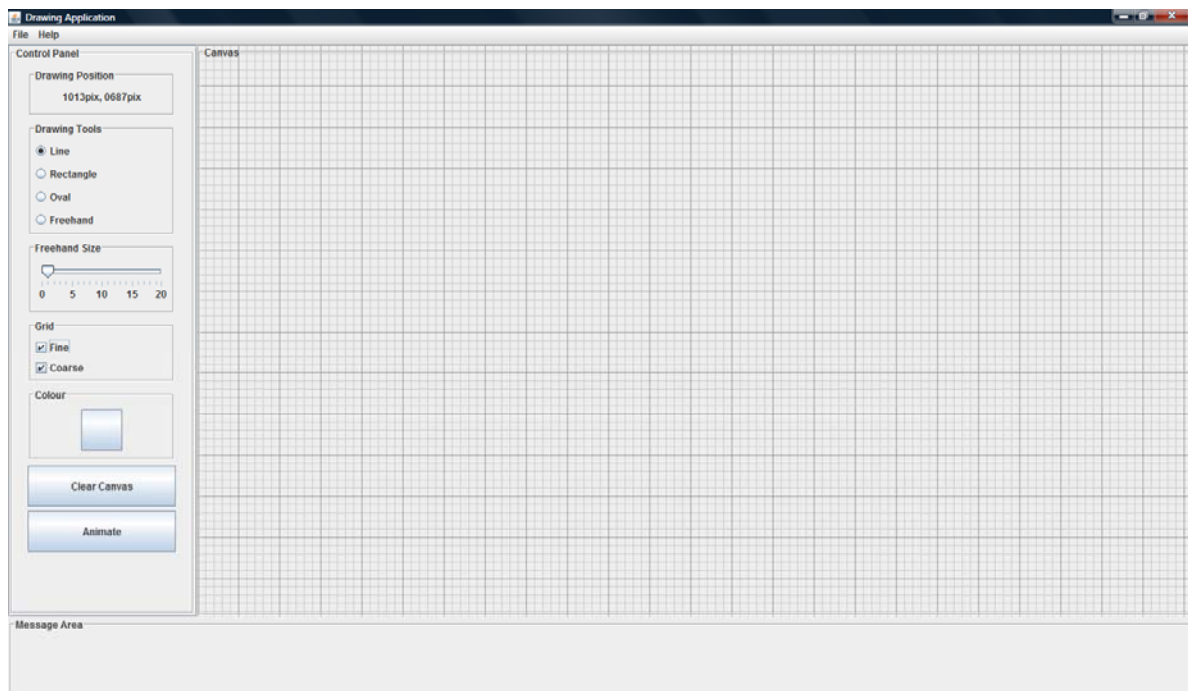 Drawing Application
File Help
Control Panel
Canvas
Drawing Position
1013pix, 0687pix
Drawing Tools
Line
Rectangle
Oval
Freehand
Freehand Size
0 5 10 15 20
Grid
Fine
Coarse
Colour
Clear Canvas
Animate
Message Area